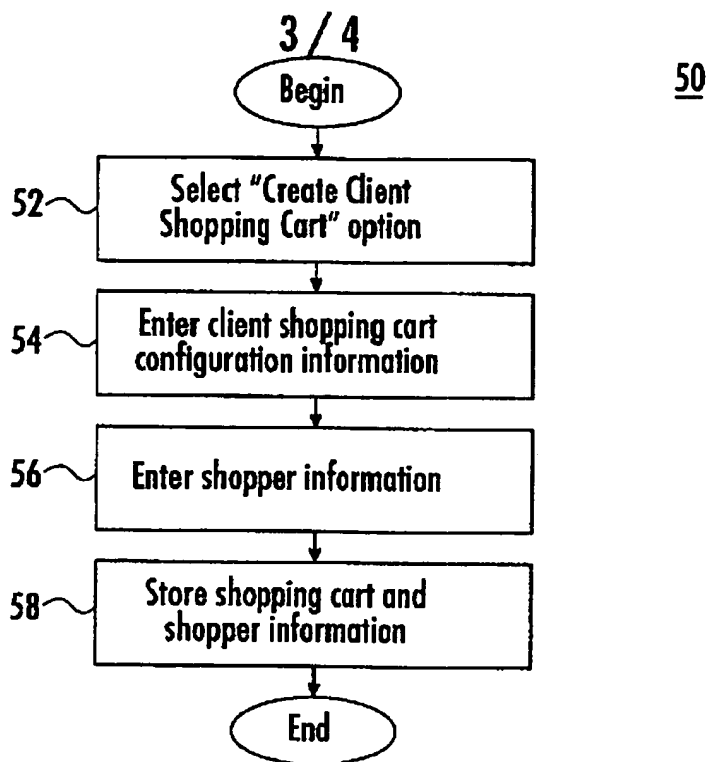 3/4
Begin
50
52
Select "Create Client
Shopping Cart" option
54
Enter client shopping cart
configuration information
56
Enter shopper information
58
Store shopping cart and
shopper information
End